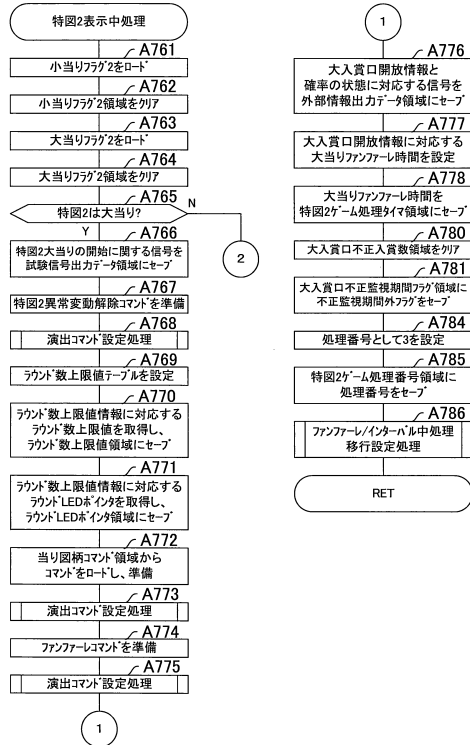 特図2表示中処理
A761
小当りフラグ2をロード
A762
小当りフラグ2領域をクリア
A763
大当りフラグ2をロード
A764
大当りフラグ2領域をクリア
A765
特図2は大当り?
N
Y
2
A766
特図2大当りの開始に関する信号を
試験信号出力データ領域にセーブ
A767
特図2異常変動解除コマンドを準備
A768
演出コマンド設定処理
A769
ラウンド数上限値テーブルを設定
A770
ラウンド数上限値情報に対応する
ラウンド数上限値を取得し、
ラウンド数上限値領域にセーブ
A771
ラウンド数上限値情報に対応する
ラウンドLEDポインタを取得し、
ラウンドLEDポインタ領域にセーブ
A772
当り図柄コマンド領域から
コマンドをロードし、準備
A773
演出コマンド設定処理
A774
ファンファーレコマンドを準備
A775
演出コマンド設定処理
1
1
A776
大入賞口開放情報と
確率の状態に対応する信号を
外部情報出力データ領域にセーブ
A777
大入賞口開放情報に対応する
大当りファンファーレ時間を設定
A778
大当りファンファーレ時間を
特図2ゲーム処理タイマ領域にセーブ
A780
大入賞口不正入賞数領域をクリア
A781
大入賞口不正監視期間フラグ領域に
不正監視期間外フラグをセーブ
A784
処理番号として3を設定
A785
特図2ゲーム処理番号領域に
処理番号をセーブ
A786
ファンファーレ/インターバル中処理
移行設定処理
RET